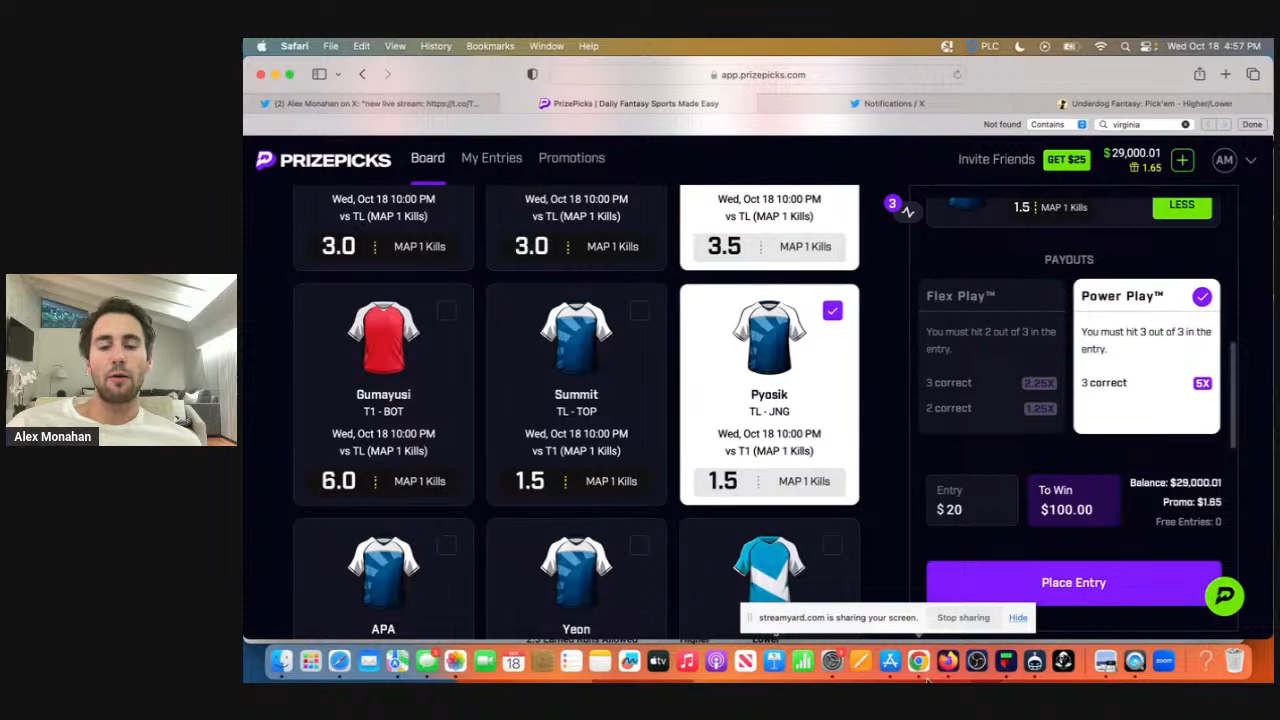 Safari File Edit View History Bookmarks Window Help
PLC Wed Oct 18 4:57 PM
app.prizepicks.com
(2) Alex Monahan on X: "new live stream: https://t.co/T...
PrizePicks | Daily Fantasy Sports Made Easy
Notifications / X
Underdog Fantasy: Pick'em - Higher/Lower
Not found Contains virginia Done
PRIZEPICKS Board My Entries Promotions
Invite Friends GET $25 $29,000.01
1.65
AM
Wed, Oct 18 10:00 PM
vs TL (MAP 1 Kills)
3.0 MAP 1 Kills
Wed, Oct 18 10:00 PM
vs TL (MAP 1 Kills)
3.0 MAP 1 Kills
Wed, Oct 18 10:00 PM
vs TL (MAP 1 Kills)
3.5 MAP 1 Kills
Gumayusi
T1 - BOT
Wed, Oct 18 10:00 PM
vs TL (MAP 1 Kills)
6.0 MAP 1 Kills
Summit
TL - TOP
Wed, Oct 18 10:00 PM
vs T1 (MAP 1 Kills)
1.5 MAP 1 Kills
Pyosik
TL - JNG
Wed, Oct 18 10:00 PM
vs T1 (MAP 1 Kills)
1.5 MAP 1 Kills
APA
Yeon
3
1.5 MAP 1 Kills LESS
PAYOUTS
Flex Play™
You must hit 2 out of 3 in the
entry.
3 correct 2.25X
2 correct 1.25X
Power Play™
You must hit 3 out of 3 in the
entry.
3 correct 5X
Entry
$ 20
To Win
$100.00
Balance: $29,000.01
Promo: $1.65
Free Entries: 0
Place Entry
streamyard.com is sharing your screen. Stop sharing Hide
OCT
18
Alex Monahan